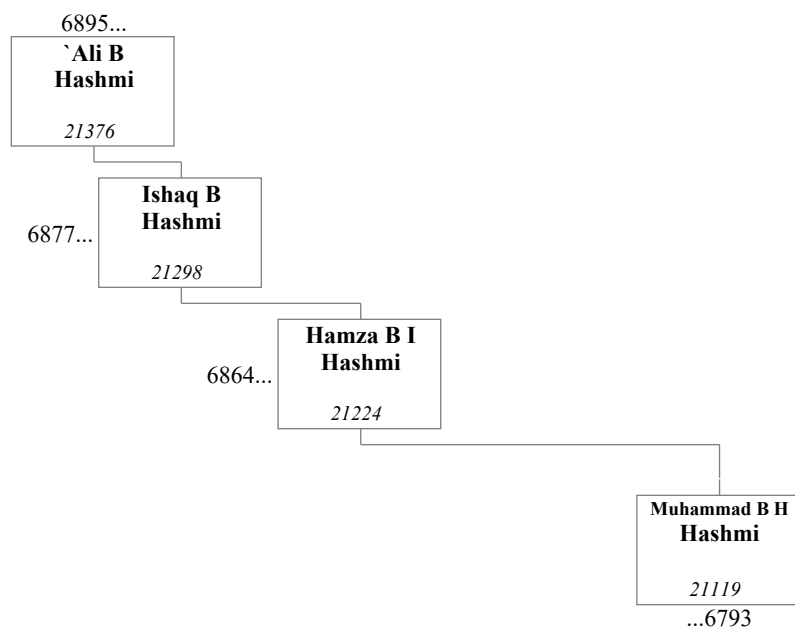 6895...
`Ali B
Hashmi
21376
Ishaq B
Hashmi
6877...
21298
Hamza B I
Hashmi
6864...
21224
Muhammad B H
Hashmi
21119
...6793